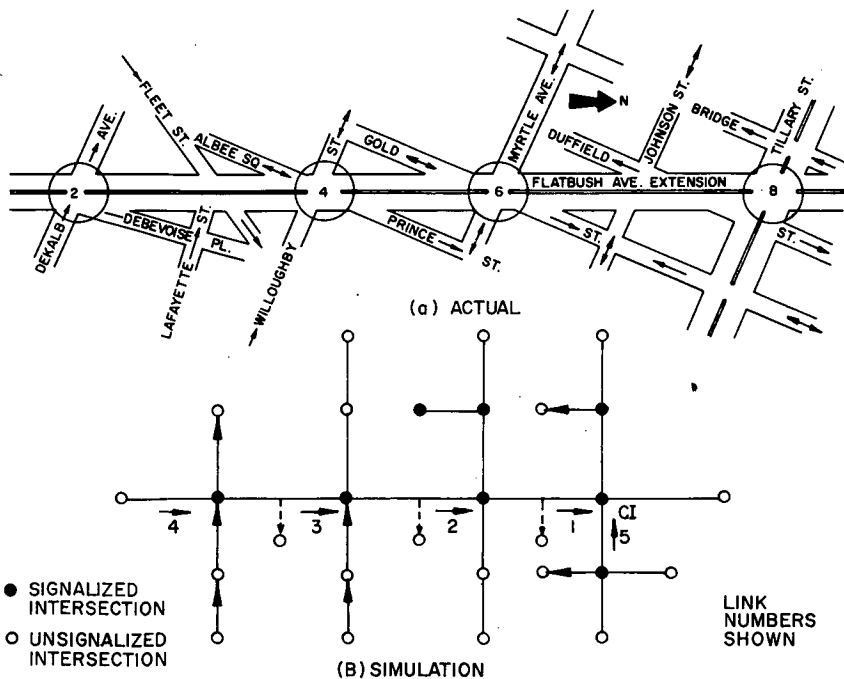 FLEET ST.
ALBEE SQ
AVE.
ST
GOLD
MYRTLE AVE.
DUFFIELD
JOHNSON ST.
BRIDGE
TILLARY ST.
N
2
4
6
FLATBUSH AVE. EXTENSION
8
DEKALB
DEBEVOISE PL.
LAFAYETTE ST.
WILLOUGHBY
PRINCE ST.
ST.
ST.
(a) ACTUAL
4
3
2
1
CI
5
SIGNALIZED
INTERSECTION
UNSIGNALIZED
INTERSECTION
LINK
NUMBERS
SHOWN
(B) SIMULATION